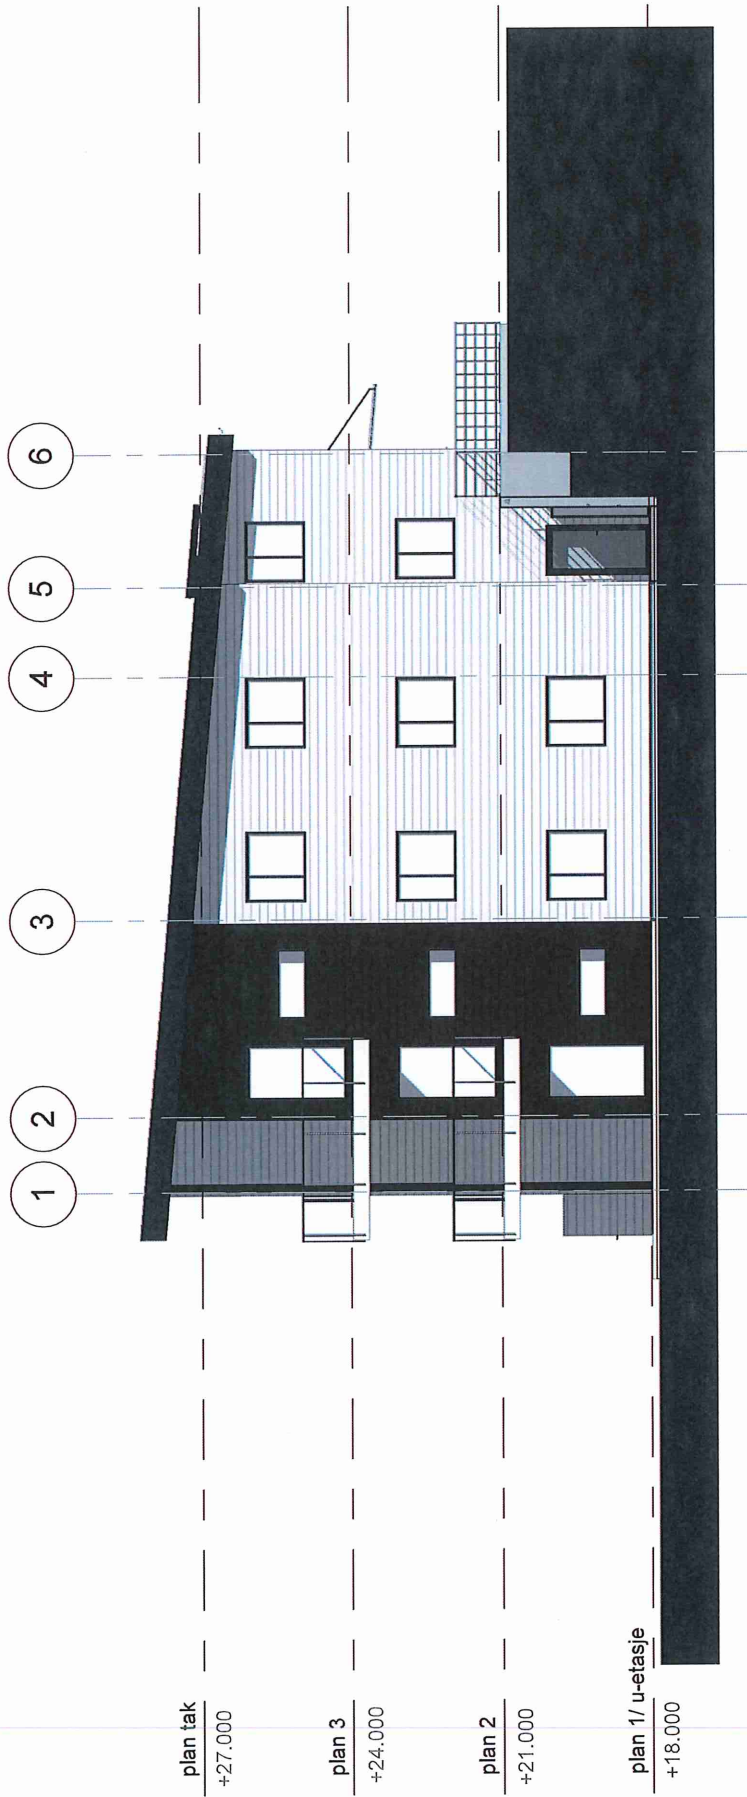 1
2
3
4
5
6
plan tak
+27.000
plan 3
+24.000
plan 2
+21.000
plan 1/ u-etasje
+18.000